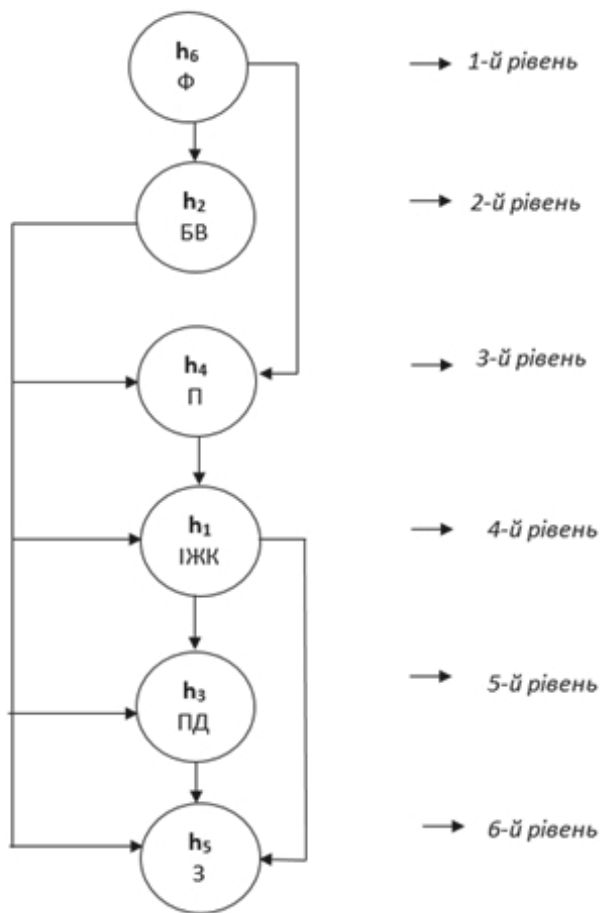 h₆
Ф
1-й рівень
h₂
БВ
2-й рівень
h₄
П
3-й рівень
h₁
ІЖК
4-й рівень
h₃
ПД
5-й рівень
h₅
З
6-й рівень